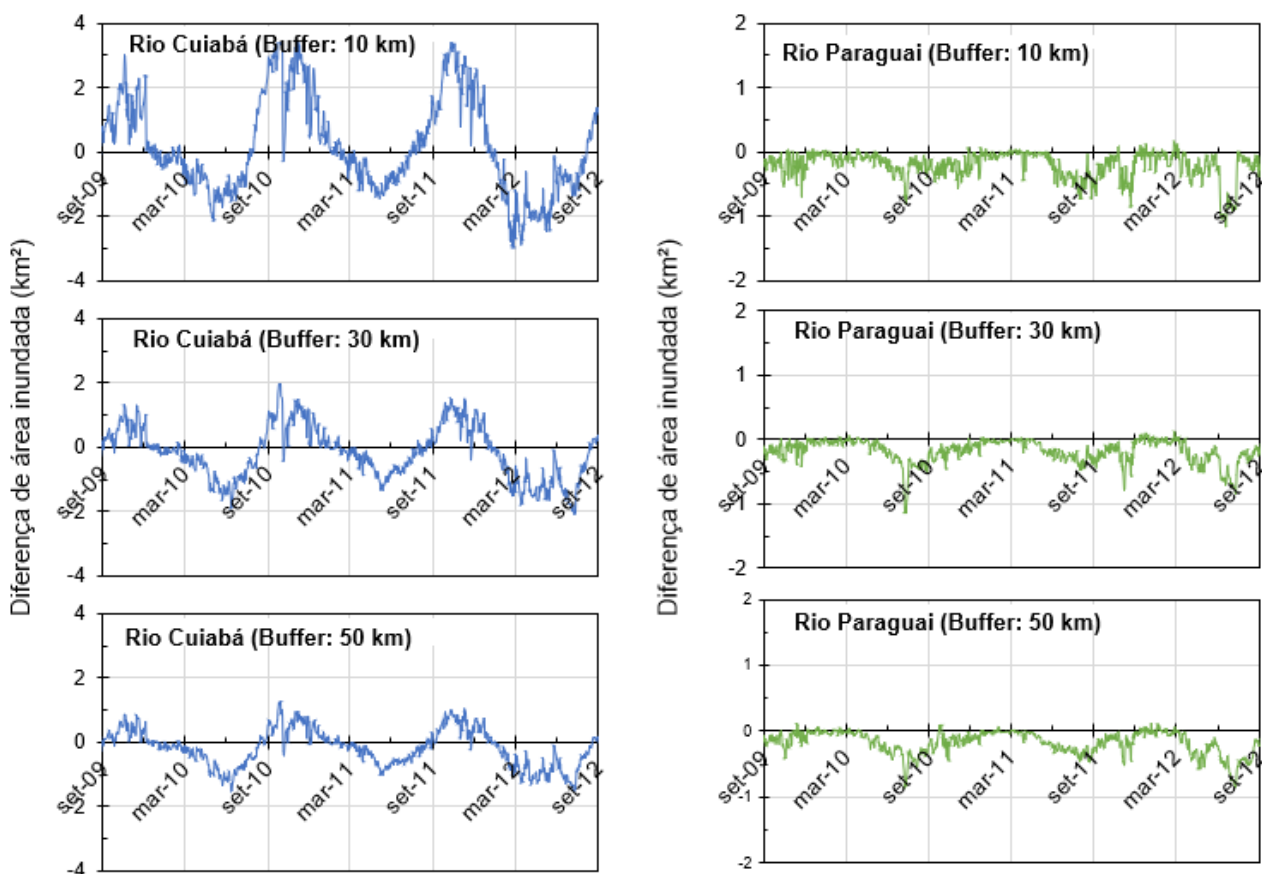 Diferença de área inundada (km²)
Rio Cuiabá (Buffer: 10 km)
4
2
0
-2
-4
set-09
mar-10
set-10
mar-11
set-11
mar-12
set-12
Rio Cuiabá (Buffer: 30 km)
4
2
0
-2
-4
set-09
mar-10
set-10
mar-11
set-11
mar-12
set-12
Rio Cuiabá (Buffer: 50 km)
4
2
0
-2
-4
set-09
mar-10
set-10
mar-11
set-11
mar-12
set-12
Diferença de área inundada (km²)
Rio Paraguai (Buffer: 10 km)
2
1
0
-1
-2
set-09
mar-10
set-10
mar-11
set-11
mar-12
set-12
Rio Paraguai (Buffer: 30 km)
2
1
0
-1
-2
set-09
mar-10
set-10
mar-11
set-11
mar-12
set-12
Rio Paraguai (Buffer: 50 km)
2
1
0
-1
-2
set-09
mar-10
set-10
mar-11
set-11
mar-12
set-12